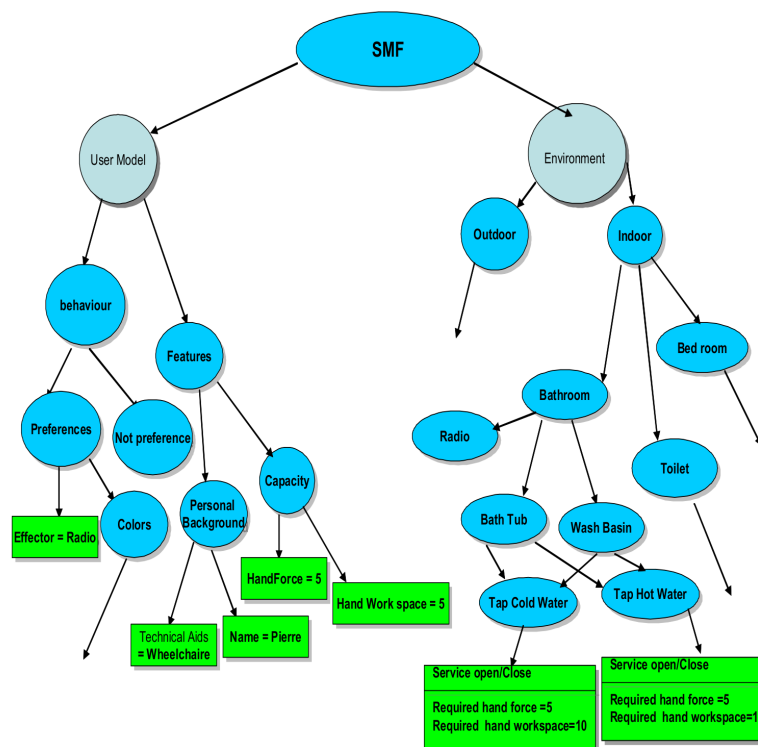 SMF
User Model
Environment
Outdoor
Indoor
behaviour
Features
Bed room
Bathroom
Preferences
Not preference
Radio
Toilet
Capacity
Personal
Background
Colors
Effector = Radio
Bath Tub
Wash Basin
HandForce = 5
Hand Work space = 5
Tap Cold Water
Tap Hot Water
Technical Aids
= Wheelchaire
Name = Pierre
Service open/Close
Required hand force =5
Required hand workspace=10
Service open/Close
Required hand force =5
Required hand workspace=1